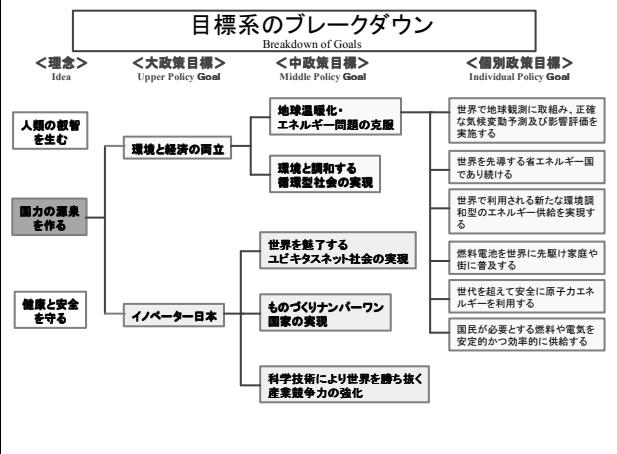 目標系のブレークダウン
Breakdown of Goals
＜理念＞
Idea
＜大政策目標＞
Upper Policy Goal
＜中政策目標＞
Middle Policy Goal
＜個別政策目標＞
Individual Policy Goal
人類の叡智
を生む
国力の源泉
を作る
健康と安全
を守る
環境と経済の両立
イノベーター日本
地球温暖化・
エネルギー問題の克服
環境と調和する
循環型社会の実現
世界を魅了する
ユビキタスネット社会の実現
ものづくりナンバーワン
国家の実現
科学技術により世界を勝ち抜く
産業競争力の強化
世界で地球観測に取組み、正確
な気候変動予測及び影響評価を
実施する
世界を先導する省エネルギー国
であり続ける
世界で利用される新たな環境調
和型のエネルギー供給を実現す
る
燃料電池を世界に先駆け家庭や
街に普及する
世代を超えて安全に原子力エネ
ルギーを利用する
国民が必要とする燃料や電気を
安定的かつ効率的に供給する